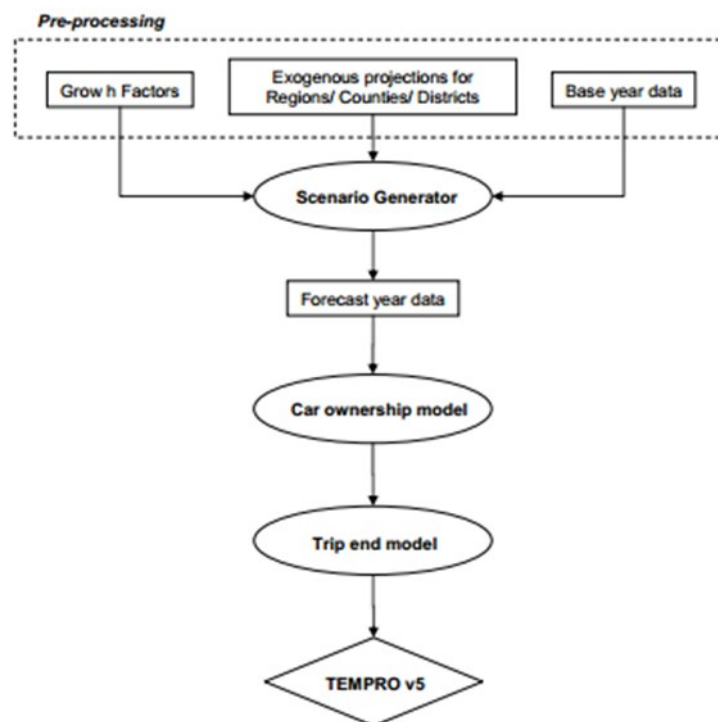 Pre-processing
Grow h Factors
Exogenous projections for
Regions/ Counties/ Districts
Base year data
Scenario Generator
Forecast year data
Car ownership model
Trip end model
TEMPRO v5